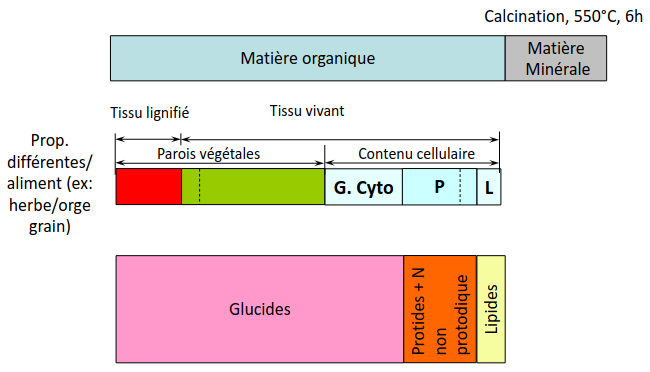 Calcination, 550°C, 6h
Matière organique
Matière
Minérale
Tissu lignifié
Tissu vivant
Prop.
différentes/
aliment (ex:
herbe/orge
grain)
Parois végétales
Contenu cellulaire
G. Cyto
P
L
Glucides
Protides + N
non
protodique
Lipides